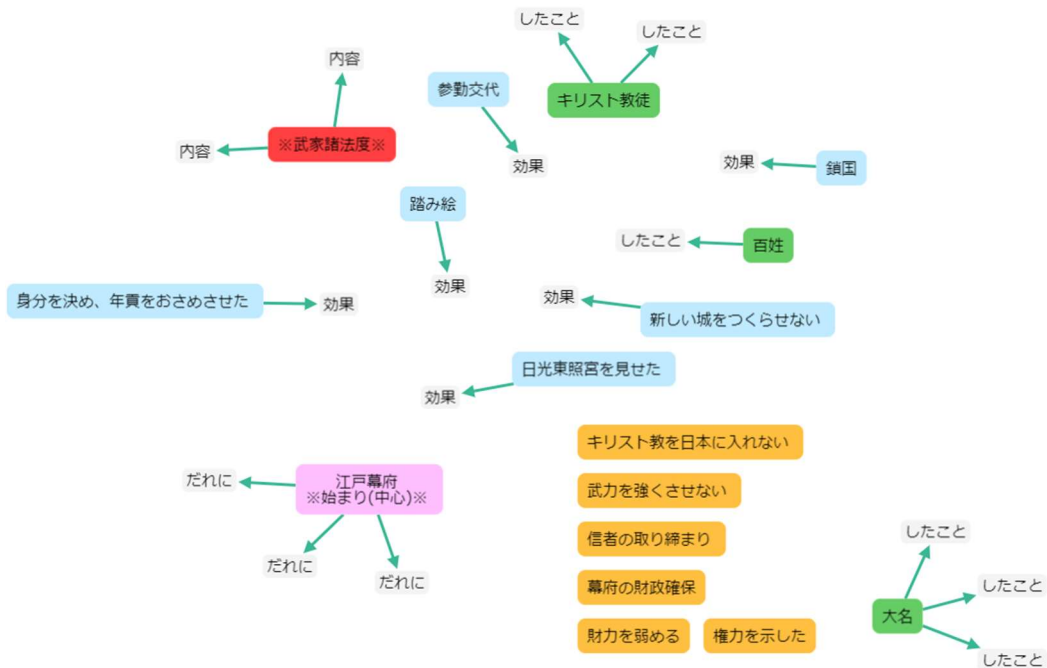 したこと
したこと
内容
参勤交代
キリスト教徒
※武家諸法度※
内容
効果
効果
鎖国
踏み絵
したこと
百姓
効果
身分を決め、年貢をおさめさせた
効果
効果
新しい城をつくらせない
日光東照宮を見せた
効果
キリスト教を日本に入れない
だれに
江戸幕府
※始まり(中心)※
武力を強くさせない
信者の取り締まり
したこと
だれに
だれに
幕府の財政確保
したこと
大名
財力を弱める
権力を示した
したこと